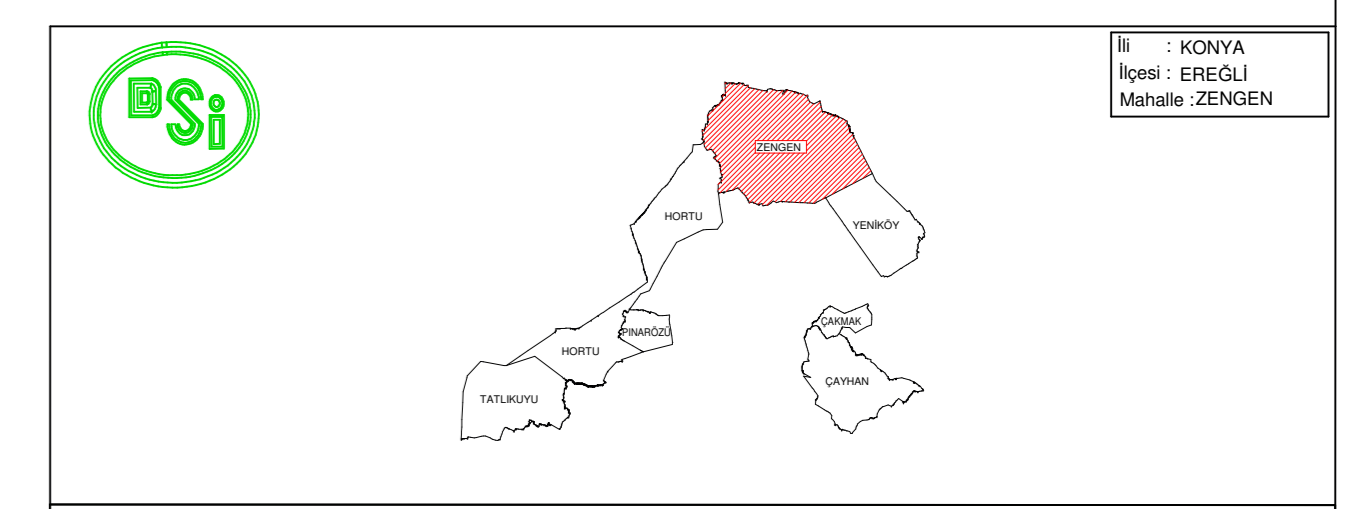 DSi
İli : KONYA
İlçesi : EREĞLİ
Mahalle :ZENGEN
ZENGEN
HORTU
YENİKÖY
ÇAKMAK
PINARÖZÜ
HORTU
ÇAYHAN
TATLIKUYU